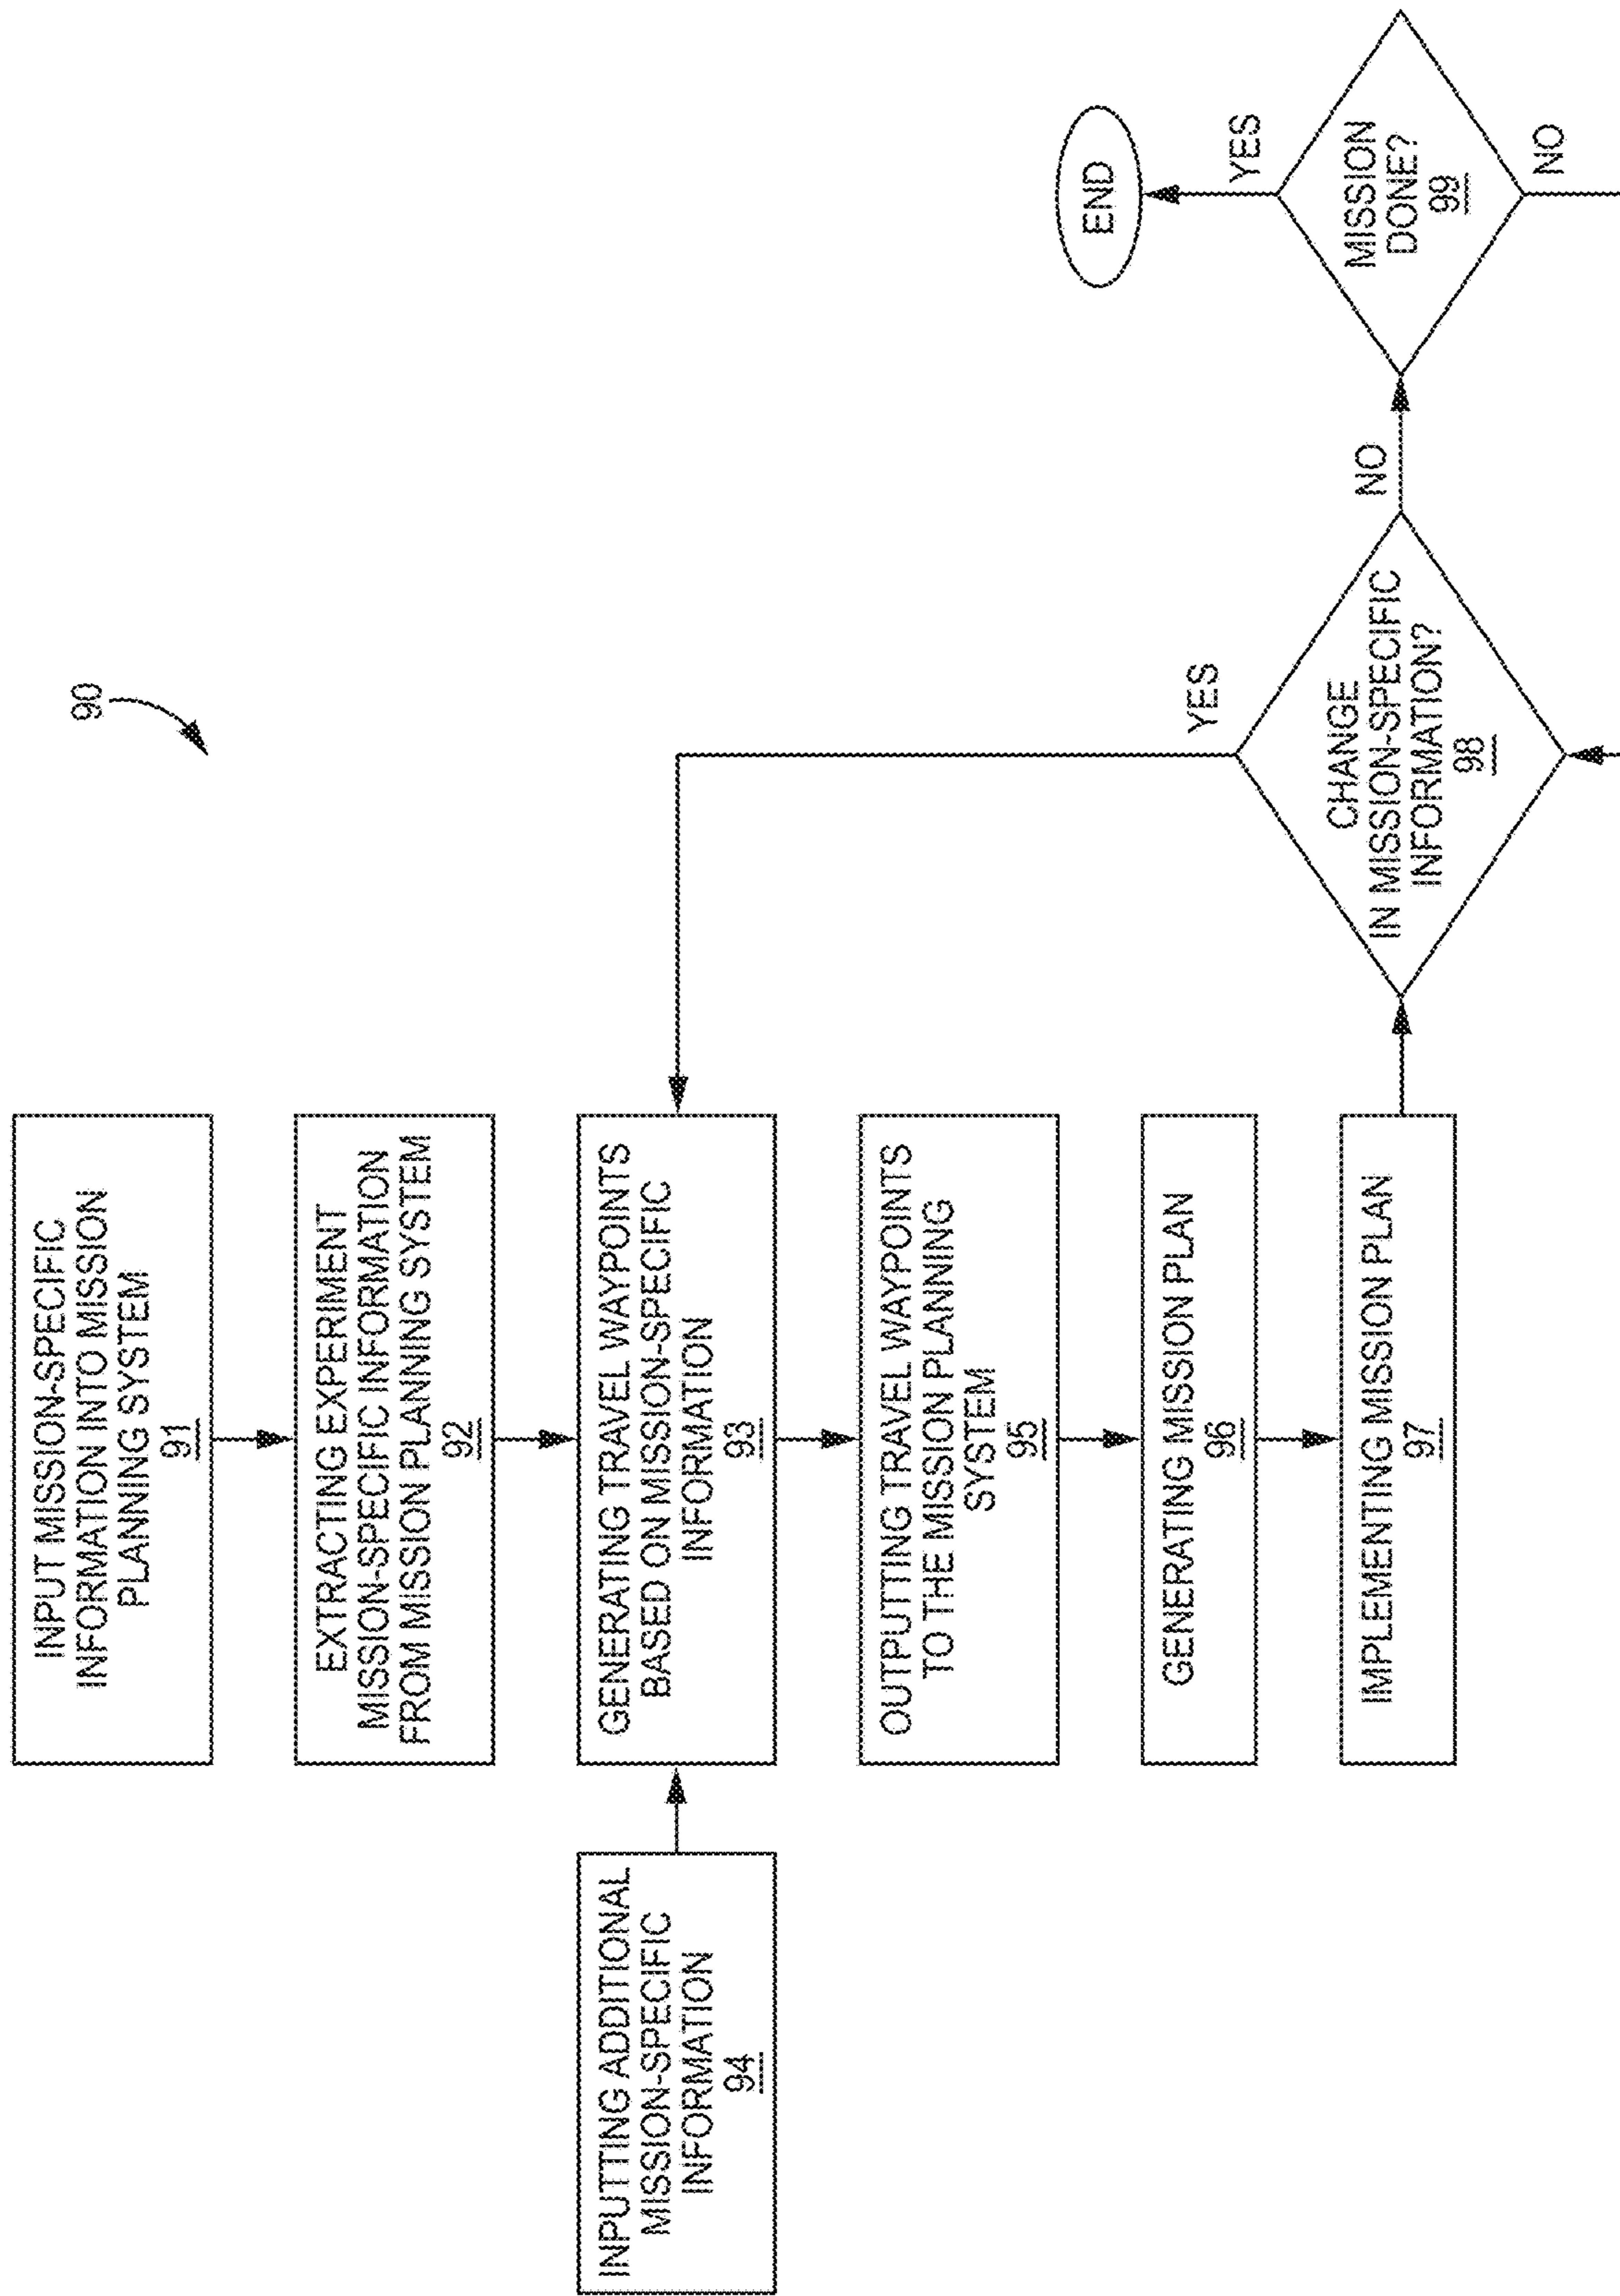 90
INPUT MISSION-SPECIFIC
INFORMATION INTO MISSION
PLANNING SYSTEM
91
EXTRACTING EXPERIMENT
MISSION-SPECIFIC INFORMATION
FROM MISSION PLANNING SYSTEM
92
INPUTTING ADDITIONAL
MISSION-SPECIFIC
INFORMATION
94
GENERATING TRAVEL WAYPOINTS
BASED ON MISSION-SPECIFIC
INFORMATION
93
OUTPUTTING TRAVEL WAYPOINTS
TO THE MISSION PLANNING
SYSTEM
95
GENERATING MISSION PLAN
96
IMPLEMENTING MISSION PLAN
97
CHANGE
IN MISSION-SPECIFIC
INFORMATION?
98
YES
NO
MISSION
DONE?
99
YES
NO
END